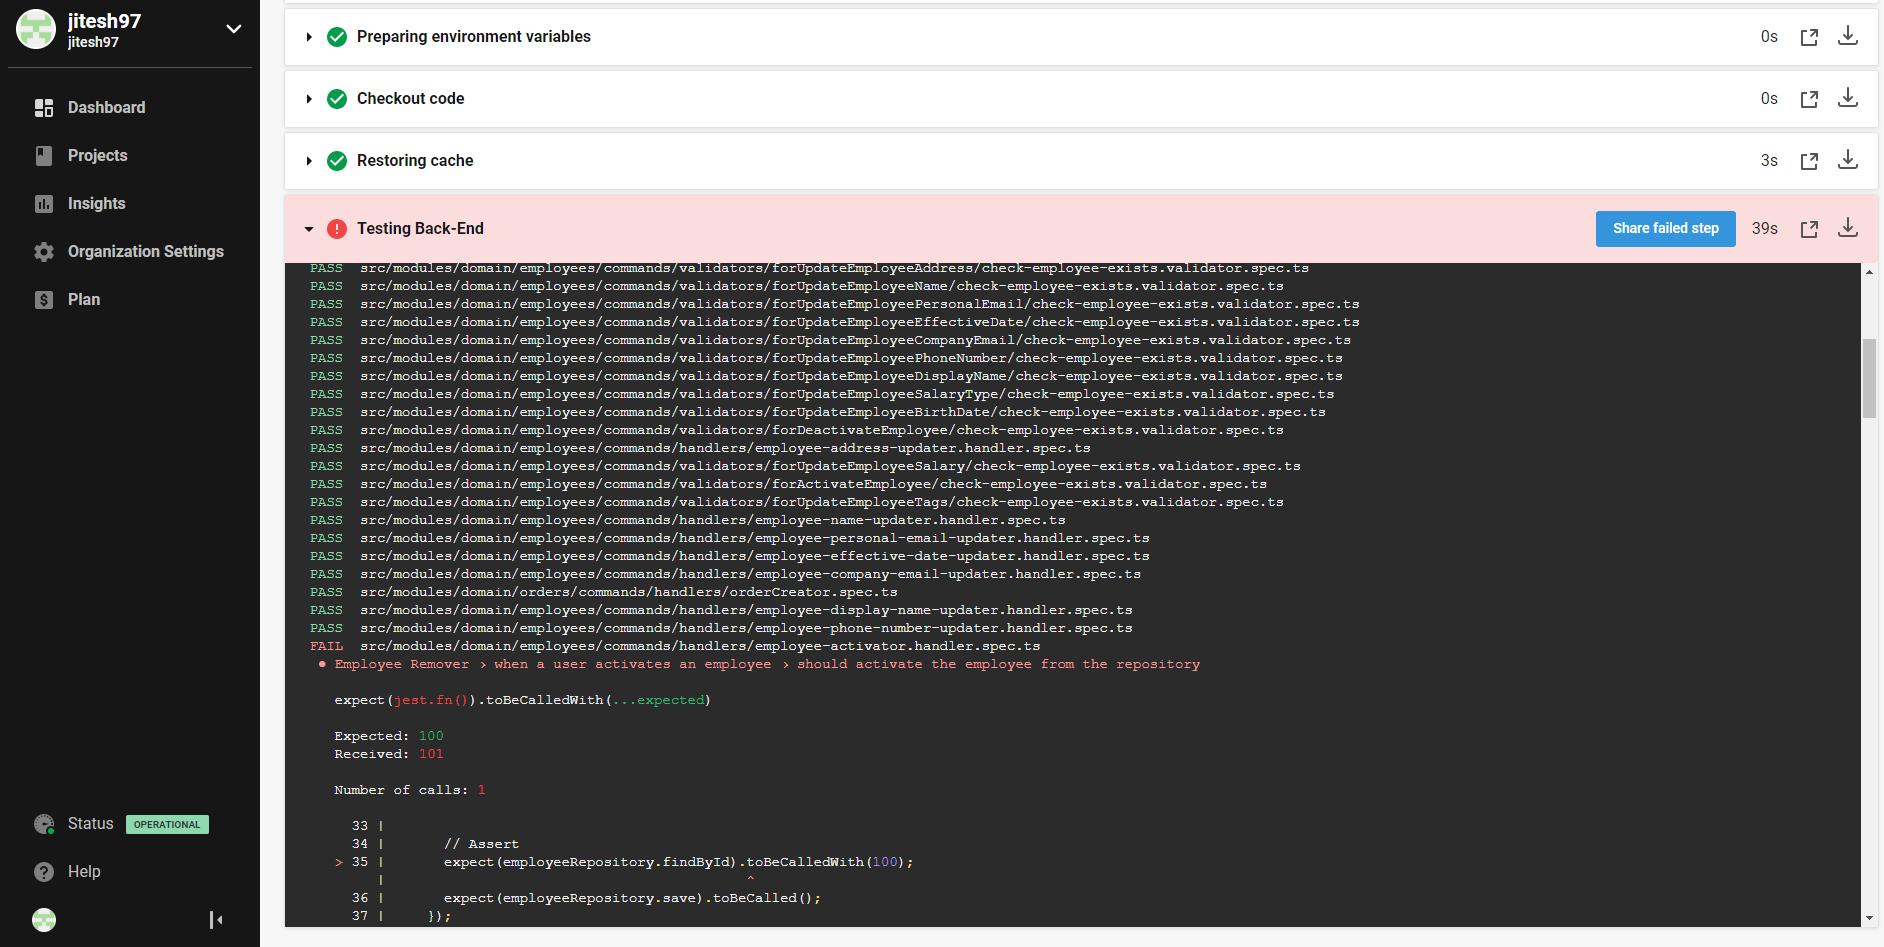 jitesh97
jitesh97
Dashboard
Projects
Insights
Organization Settings
Plan
Status OPERATIONAL
Help
Preparing environment variables 0s
Checkout code 0s
Restoring cache 3s
Testing Back-End Share failed step 39s
PASS src/modules/domain/employees/commands/validators/forUpdateEmployeeAddress/check-employee-exists.validator.spec.ts
PASS src/modules/domain/employees/commands/validators/forUpdateEmployeeName/check-employee-exists.validator.spec.ts
PASS src/modules/domain/employees/commands/validators/forUpdateEmployeePersonalEmail/check-employee-exists.validator.spec.ts
PASS src/modules/domain/employees/commands/validators/forUpdateEmployeeEffectiveDate/check-employee-exists.validator.spec.ts
PASS src/modules/domain/employees/commands/validators/forUpdateEmployeeCompanyEmail/check-employee-exists.validator.spec.ts
PASS src/modules/domain/employees/commands/validators/forUpdateEmployeePhoneNumber/check-employee-exists.validator.spec.ts
PASS src/modules/domain/employees/commands/validators/forUpdateEmployeeDisplayName/check-employee-exists.validator.spec.ts
PASS src/modules/domain/employees/commands/validators/forUpdateEmployeeSalaryType/check-employee-exists.validator.spec.ts
PASS src/modules/domain/employees/commands/validators/forUpdateEmployeeBirthDate/check-employee-exists.validator.spec.ts
PASS src/modules/domain/employees/commands/validators/forDeactivateEmployee/check-employee-exists.validator.spec.ts
PASS src/modules/domain/employees/commands/handlers/employee-address-updater.handler.spec.ts
PASS src/modules/domain/employees/commands/validators/forUpdateEmployeeSalary/check-employee-exists.validator.spec.ts
PASS src/modules/domain/employees/commands/validators/forActivateEmployee/check-employee-exists.validator.spec.ts
PASS src/modules/domain/employees/commands/validators/forUpdateEmployeeTags/check-employee-exists.validator.spec.ts
PASS src/modules/domain/employees/commands/handlers/employee-name-updater.handler.spec.ts
PASS src/modules/domain/employees/commands/handlers/employee-personal-email-updater.handler.spec.ts
PASS src/modules/domain/employees/commands/handlers/employee-effective-date-updater.handler.spec.ts
PASS src/modules/domain/employees/commands/handlers/employee-company-email-updater.handler.spec.ts
PASS src/modules/domain/orders/commands/handlers/orderCreator.spec.ts
PASS src/modules/domain/employees/commands/handlers/employee-display-name-updater.handler.spec.ts
PASS src/modules/domain/employees/commands/handlers/employee-phone-number-updater.handler.spec.ts
FAIL src/modules/domain/employees/commands/handlers/employee-activator.handler.spec.ts
● Employee Remover › when a user activates an employee › should activate the employee from the repository
expect(jest.fn()).toBeCalledWith(...expected)
Expected: 100
Received: 101
Number of calls: 1
33 |
34 | // Assert
> 35 | expect(employeeRepository.findById).toBeCalledWith(100);
| ^
36 | expect(employeeRepository.save).toBeCalled();
37 | });